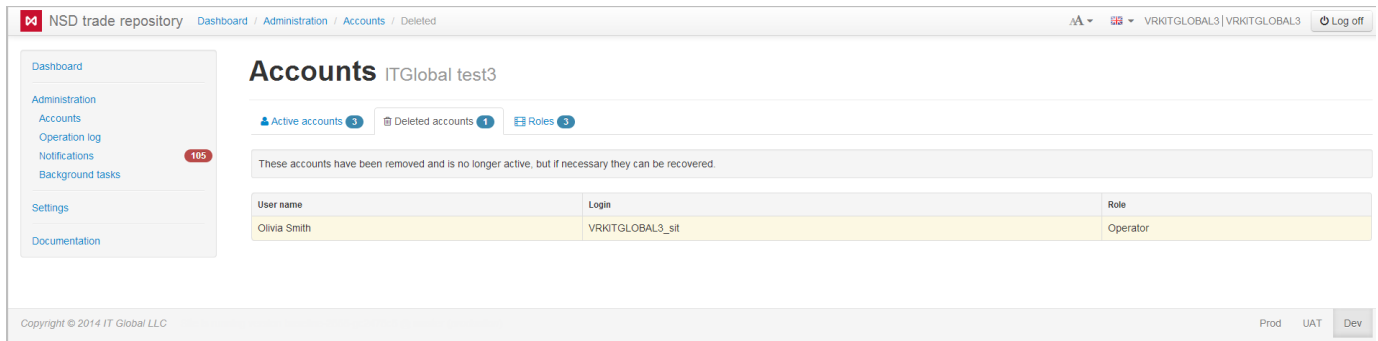 NSD trade repository Dashboard / Administration / Accounts / Deleted AA VRKITGLOBAL3 | VRKITGLOBAL3 Log off
Dashboard
Administration
Accounts
Operation log
Notifications 105
Background tasks
Settings
Documentation
Accounts ITGlobal test3
Active accounts 3 Deleted accounts 1 Roles 3
These accounts have been removed and is no longer active, but if necessary they can be recovered.
User name Login Role
Olivia Smith VRKITGLOBAL3_sit Operator
Copyright © 2014 IT Global LLC Prod UAT Dev